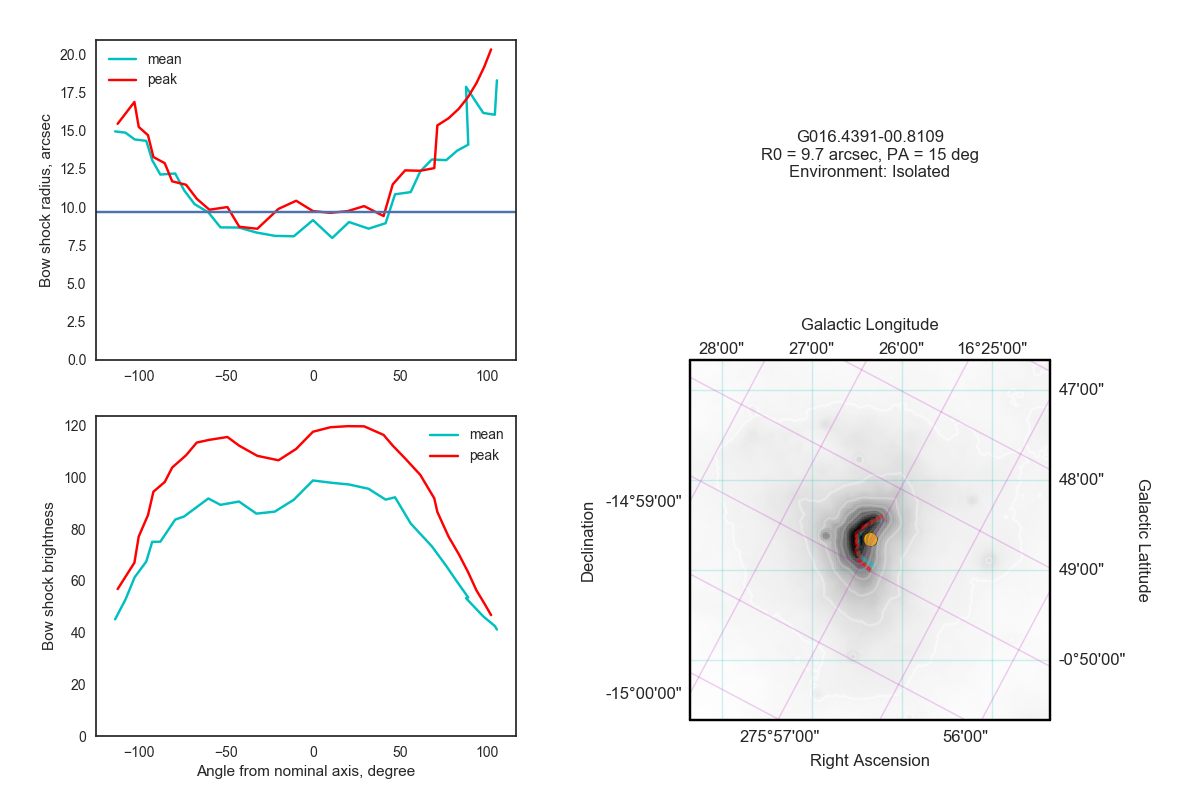 20.0
17.5
15.0
12.5
10.0
7.5
5.0
2.5
0.0
Bow shock radius, arcsec
mean
peak
−100
−50
0
50
100
G016.4391-00.8109
R0 = 9.7 arcsec, PA = 15 deg
Environment: Isolated
120
100
80
60
40
20
0
Bow shock brightness
mean
peak
−100
−50
0
50
100
Angle from nominal axis, degree
Galactic Longitude
28'00" 27'00" 26'00" 16°25'00"
47'00"
48'00"
49'00"
-0°50'00"
Galactic Latitude
-14°59'00"
-15°00'00"
Declination
275°57'00" 56'00"
Right Ascension